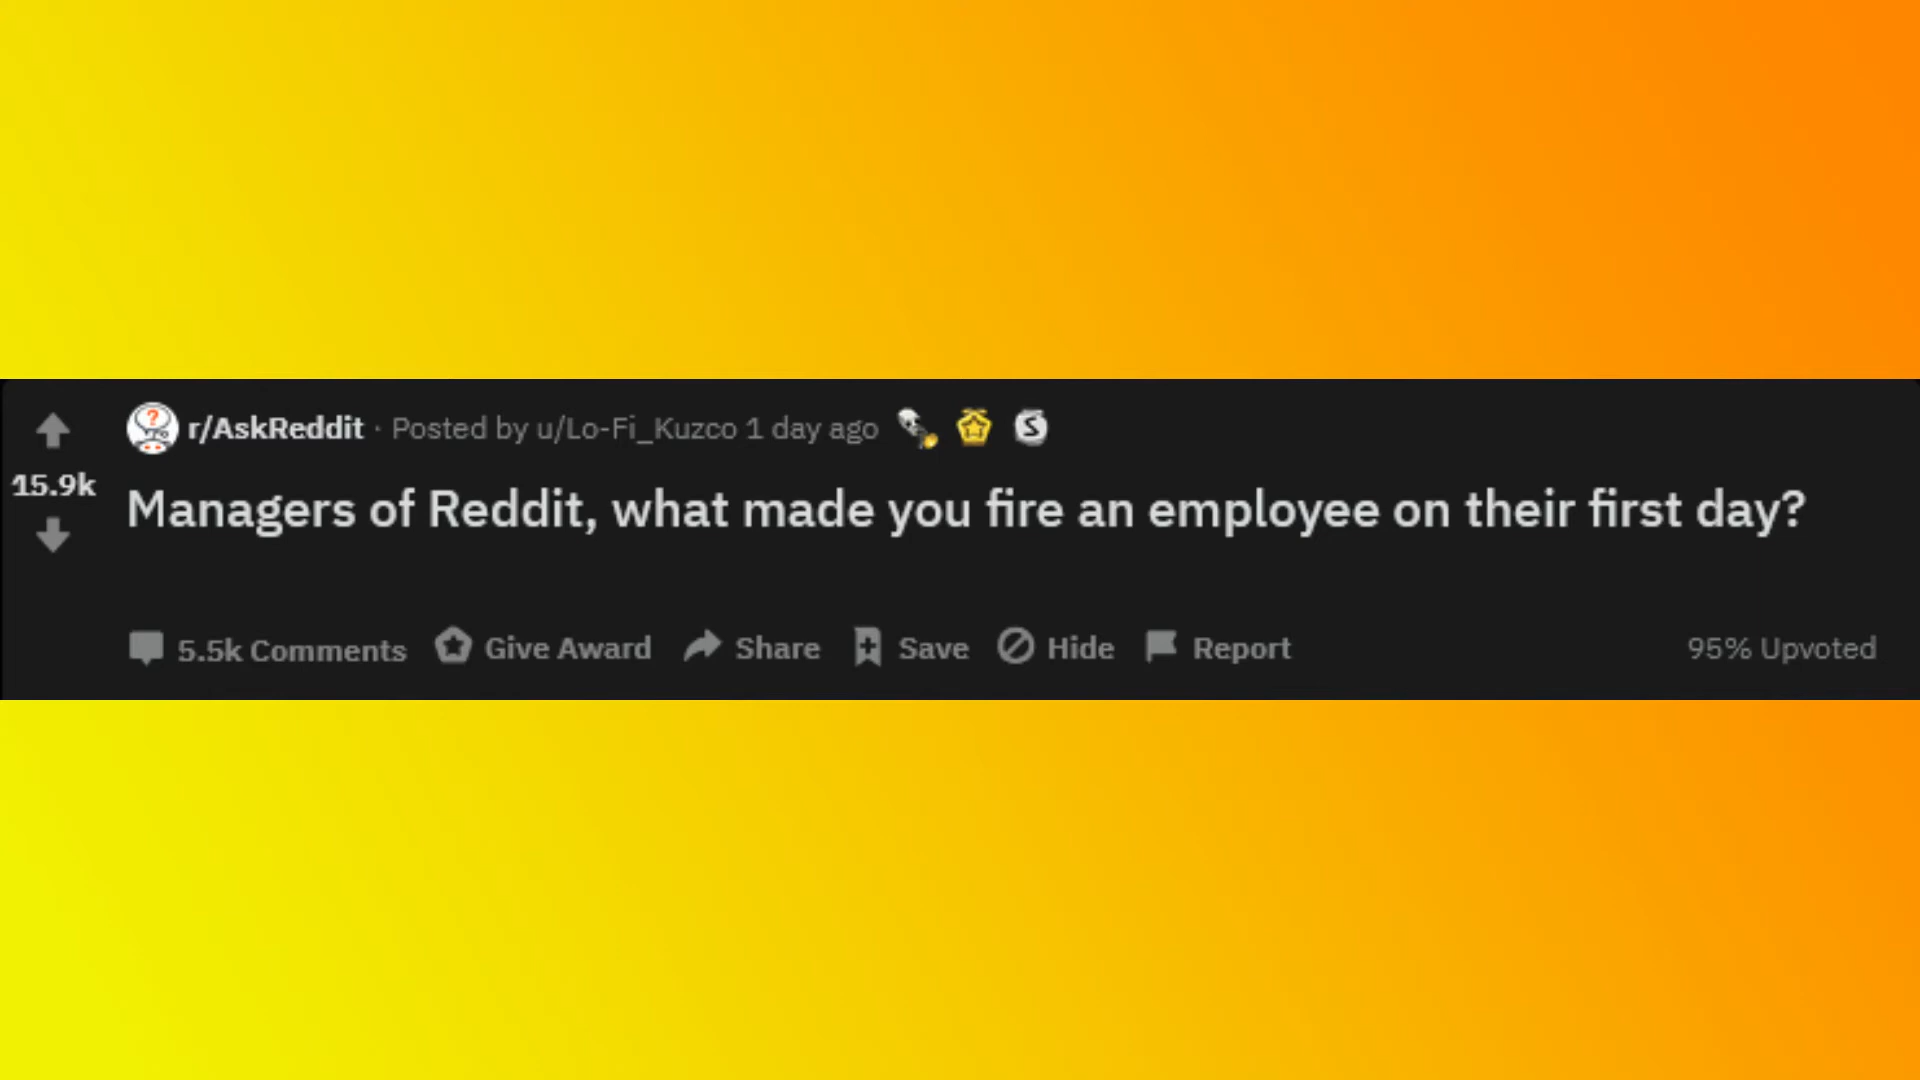 r/AskReddit · Posted by u/Lo-Fi_Kuzco 1 day ago
15.9k
Managers of Reddit, what made you fire an employee on their first day?
5.5k Comments Give Award Share Save Hide Report 95% Upvoted